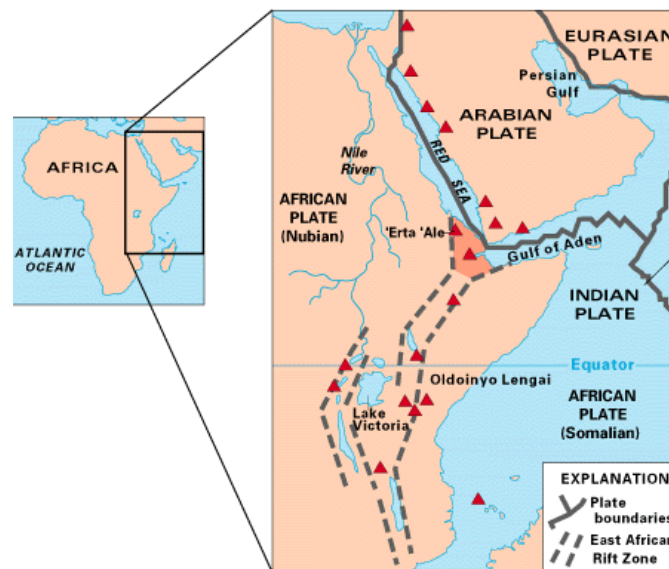 AFRICA
ATLANTIC
OCEAN
EURASIAN
PLATE
Persian
Gulf
ARABIAN
PLATE
RED SEA
Nile
River
AFRICAN
PLATE
(Nubian)
'Erta 'Ale
Gulf of Aden
INDIAN
PLATE
Equator
Oldoinyo Lengai
Lake
Victoria
AFRICAN
PLATE
(Somalian)
EXPLANATION
Plate
boundaries
East African
Rift Zone